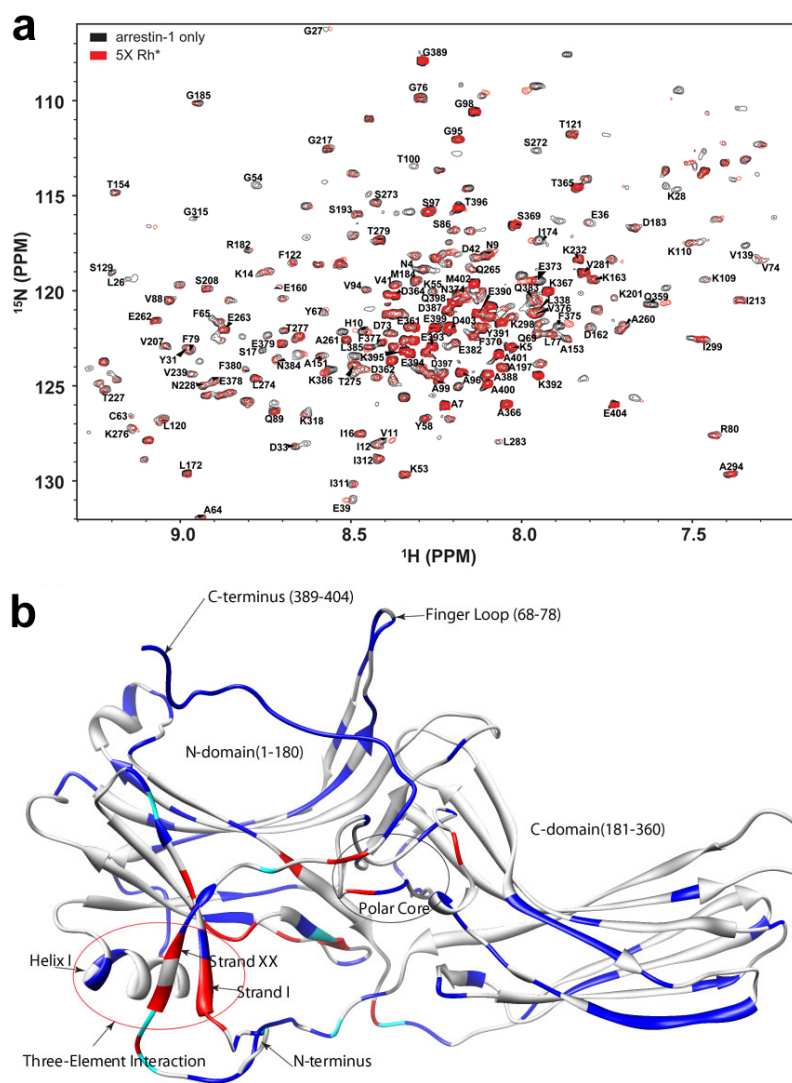 a
arrestin-1 only
5X Rh*
G27
G389
G185
G76
G98
G217
G95
T121
S272
T100
G54
T365
T154
S273
S97
T396
K28
G315
S193
E36
S86
S369
D183
T279
I174
R182
D42
N9
K110
V139
F122
K232
S129
N4
Q265
E373
V281
V74
L26
K14
M184
M402
K163
K109
S208
E160
V94
V41
K55
Q383
K367
D364
N374
E390
K201
Q359
V88
Q398
L338
I213
F65
Y67
D387
V376
E262
E263
H10
D73
E361
E399
D403
K298
F375
A260
V207
T277
A261
F377
E393
Y391
D162
F79
E379
Q69
L77
I299
Y31
S17
K395
E382
F370
K5
A153
F380
N384
A151
E394
A401
V239
D362
D397
A197
N228
E378
L274
K386
T275
A96
A388
K392
T227
A99
A400
C63
Q89
K318
A7
A366
E404
K276
L120
Y58
I16
V11
R80
D33
I12
L283
I312
L172
K53
A294
I311
E39
A64
110
115
120
125
130
¹⁵N (PPM)
9.0
8.5
8.0
7.5
¹H (PPM)
b
C-terminus (389-404)
Finger Loop (68-78)
N-domain(1-180)
C-domain(181-360)
Polar Core
Helix I
Strand XX
Strand I
Three-Element Interaction
N-terminus